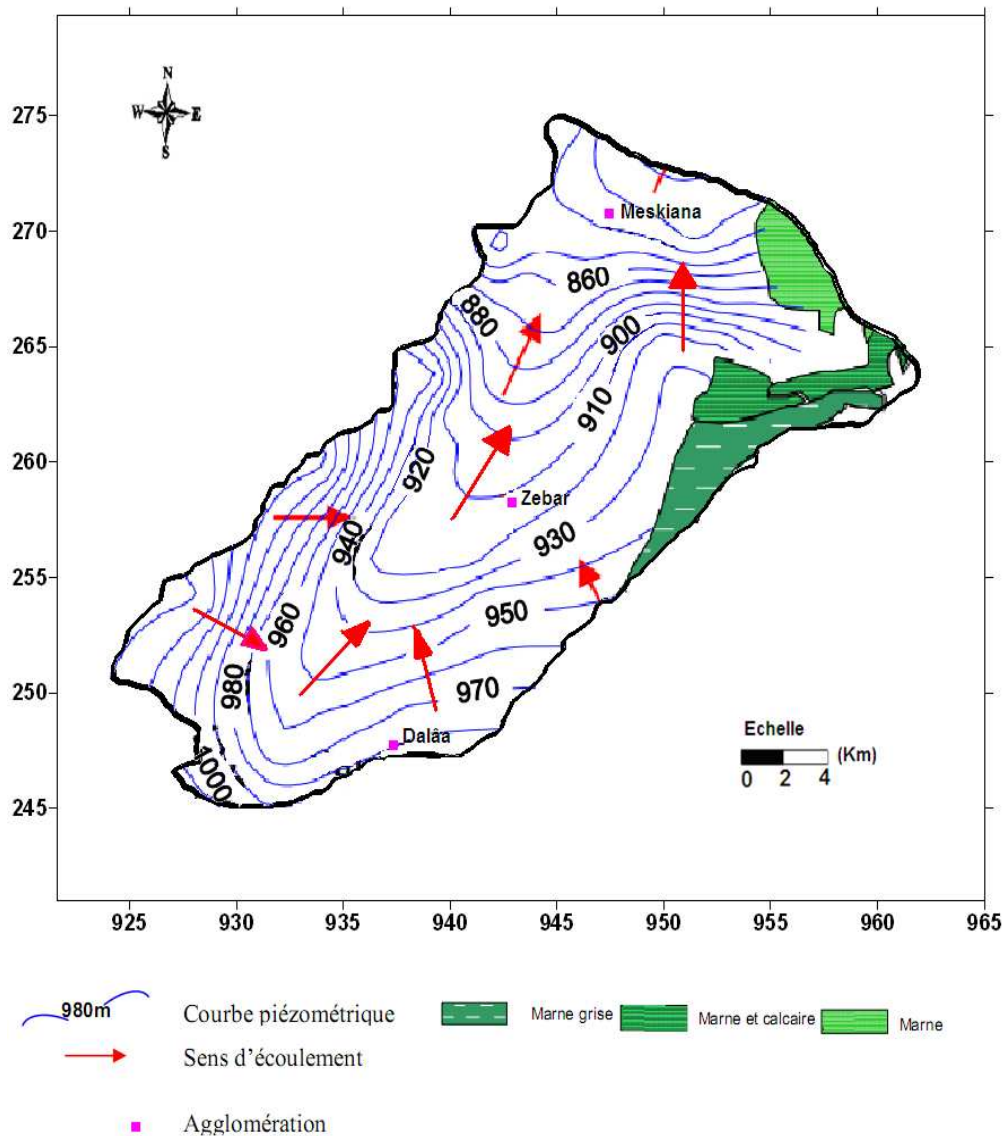 N
W E
S
275
270
265
260
255
250
245
Meskiana
860
880
900
910
920
Zebar
940
930
960
950
980
970
Dalâa
1000
Echelle
(Km)
0 2 4
925 930 935 940 945 950 955 960 965
980m Courbe piézométrique
Marne grise Marne et calcaire Marne
Sens d'écoulement
Agglomération